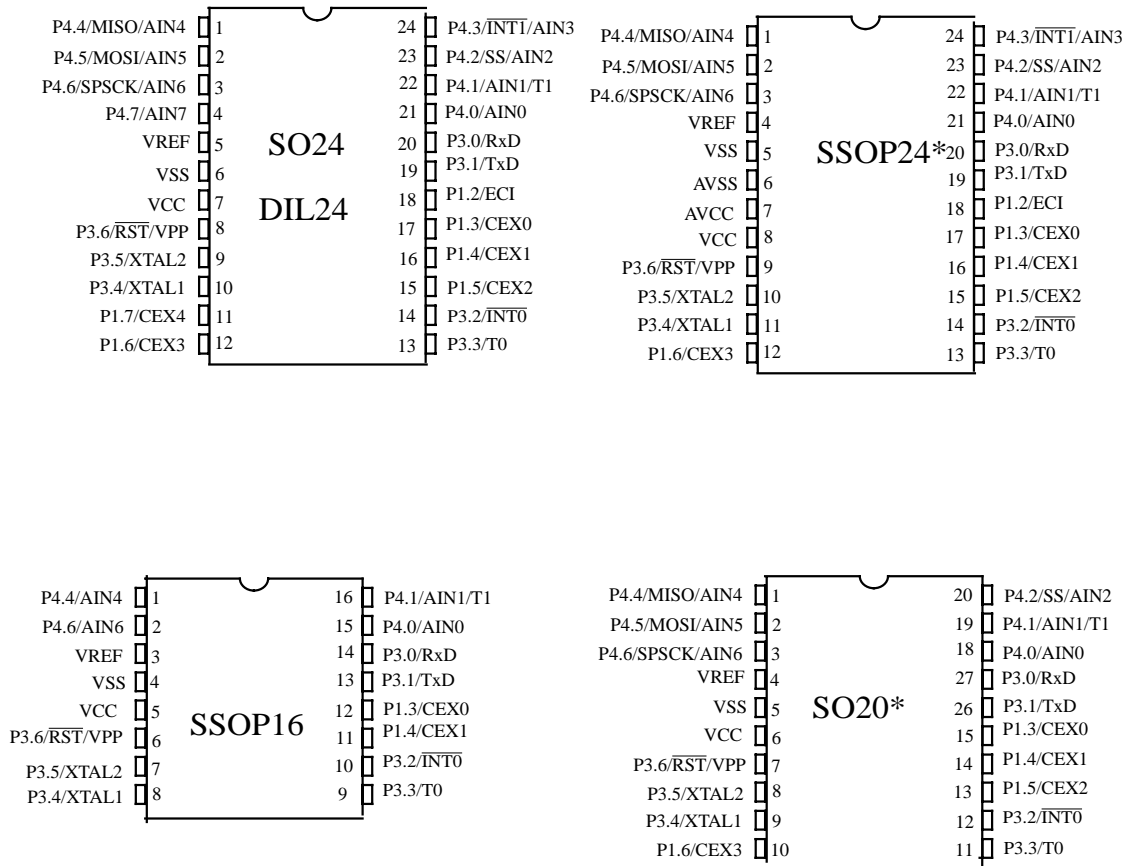 P4.4/MISO/AIN4 1 24 P4.3/INT1/AIN3
P4.5/MOSI/AIN5 2 23 P4.2/SS/AIN2
P4.6/SPSCK/AIN6 3 22 P4.1/AIN1/T1
P4.7/AIN7 4 21 P4.0/AIN0
VREF 5 20 P3.0/RxD
VSS 6 19 P3.1/TxD
VCC 7 18 P1.2/ECI
P3.6/RST/VPP 8 17 P1.3/CEX0
P3.5/XTAL2 9 16 P1.4/CEX1
P3.4/XTAL1 10 15 P1.5/CEX2
P1.7/CEX4 11 14 P3.2/INT0
P1.6/CEX3 12 13 P3.3/T0
SO24
DIL24
P4.4/MISO/AIN4 1 24 P4.3/INT1/AIN3
P4.5/MOSI/AIN5 2 23 P4.2/SS/AIN2
P4.6/SPSCK/AIN6 3 22 P4.1/AIN1/T1
VREF 4 21 P4.0/AIN0
VSS 5 20 P3.0/RxD
AVSS 6 19 P3.1/TxD
AVCC 7 18 P1.2/ECI
VCC 8 17 P1.3/CEX0
P3.6/RST/VPP 9 16 P1.4/CEX1
P3.5/XTAL2 10 15 P1.5/CEX2
P3.4/XTAL1 11 14 P3.2/INT0
P1.6/CEX3 12 13 P3.3/T0
SSOP24*
P4.4/AIN4 1 16 P4.1/AIN1/T1
P4.6/AIN6 2 15 P4.0/AIN0
VREF 3 14 P3.0/RxD
VSS 4 13 P3.1/TxD
VCC 5 12 P1.3/CEX0
P3.6/RST/VPP 6 11 P1.4/CEX1
P3.5/XTAL2 7 10 P3.2/INT0
P3.4/XTAL1 8 9 P3.3/T0
SSOP16
P4.4/MISO/AIN4 1 20 P4.2/SS/AIN2
P4.5/MOSI/AIN5 2 19 P4.1/AIN1/T1
P4.6/SPSCK/AIN6 3 18 P4.0/AIN0
VREF 4 27 P3.0/RxD
VSS 5 26 P3.1/TxD
VCC 6 15 P1.3/CEX0
P3.6/RST/VPP 7 14 P1.4/CEX1
P3.5/XTAL2 8 13 P1.5/CEX2
P3.4/XTAL1 9 12 P3.2/INT0
P1.6/CEX3 10 11 P3.3/T0
SO20*